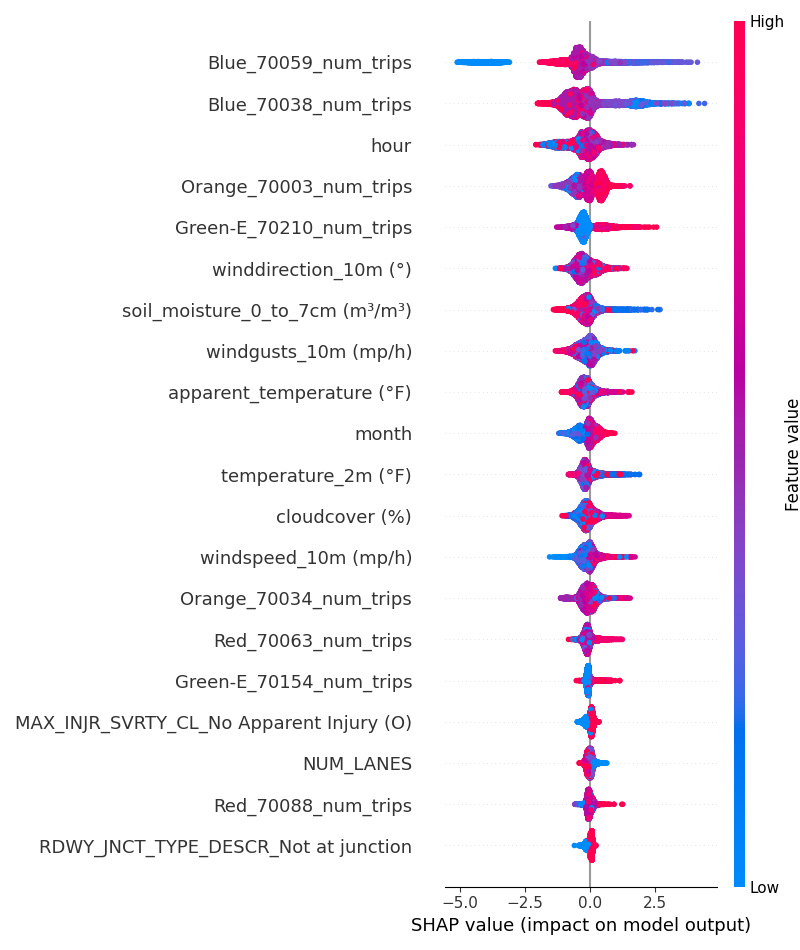 High
Blue_70059_num_trips
Blue_70038_num_trips
hour
Orange_70003_num_trips
Green-E_70210_num_trips
winddirection_10m (°)
soil_moisture_0_to_7cm (m³/m³)
windgusts_10m (mp/h)
apparent_temperature (°F)
month
temperature_2m (°F)
cloudcover (%)
windspeed_10m (mp/h)
Orange_70034_num_trips
Red_70063_num_trips
Green-E_70154_num_trips
MAX_INJR_SVRTY_CL_No Apparent Injury (O)
NUM_LANES
Red_70088_num_trips
RDWY_JNCT_TYPE_DESCR_Not at junction
Feature value
Low
−5.0 −2.5 0.0 2.5
SHAP value (impact on model output)